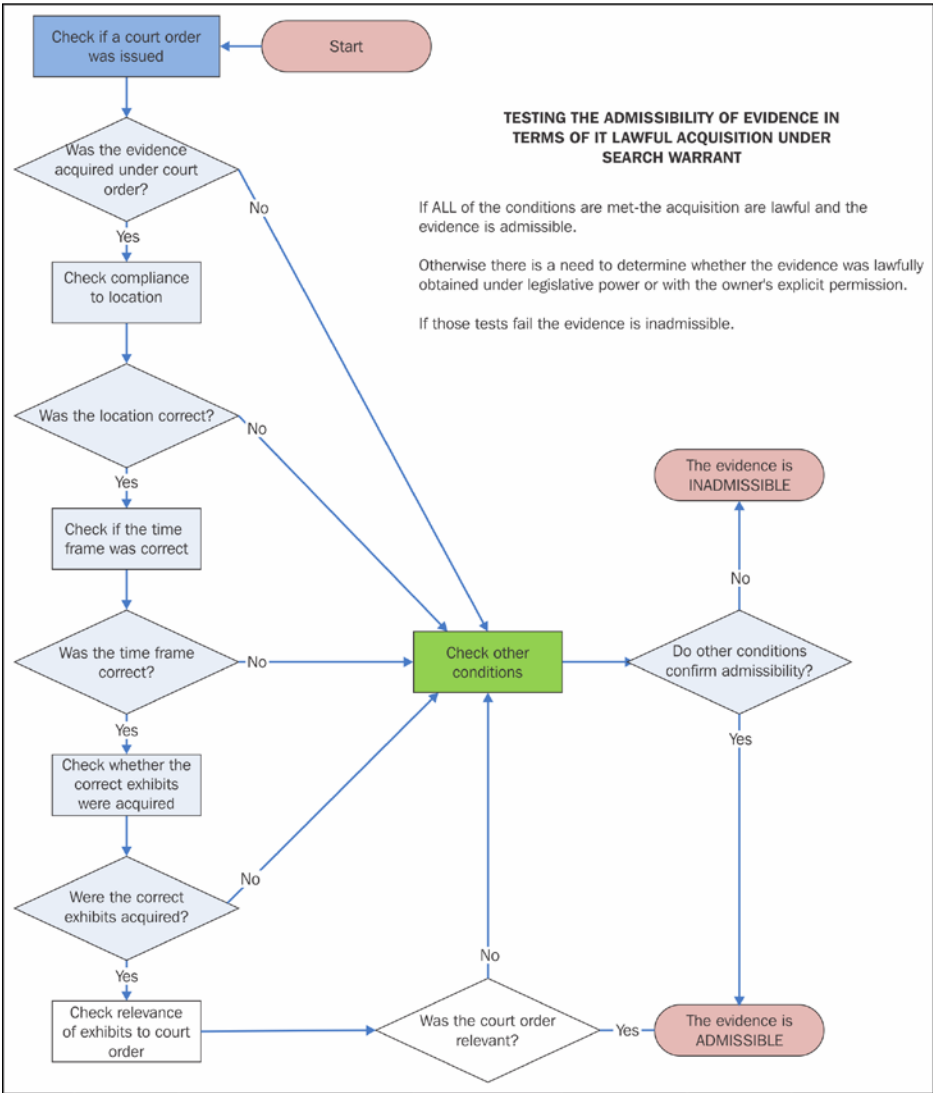 Check if a court order
was issued
Start
TESTING THE ADMISSIBILITY OF EVIDENCE IN
TERMS OF IT LAWFUL ACQUISITION UNDER
SEARCH WARRANT
If ALL of the conditions are met-the acquisition are lawful and the
evidence is admissible.
Otherwise there is a need to determine whether the evidence was lawfully
obtained under legislative power or with the owner's explicit permission.
If those tests fail the evidence is inadmissible.
Was the evidence
acquired under court
order?
No
Yes
Check compliance
to location
Was the location correct?
No
Yes
Check if the time
frame was correct
Was the time frame
correct?
No
Yes
Check whether the
correct exhibits
were acquired
Were the correct
exhibits acquired?
No
Yes
Check relevance
of exhibits to court
order
Was the court order
relevant?
No
Yes
Check other
conditions
Do other conditions
confirm admissibility?
No
The evidence is
INADMISSIBLE
Yes
The evidence is
ADMISSIBLE